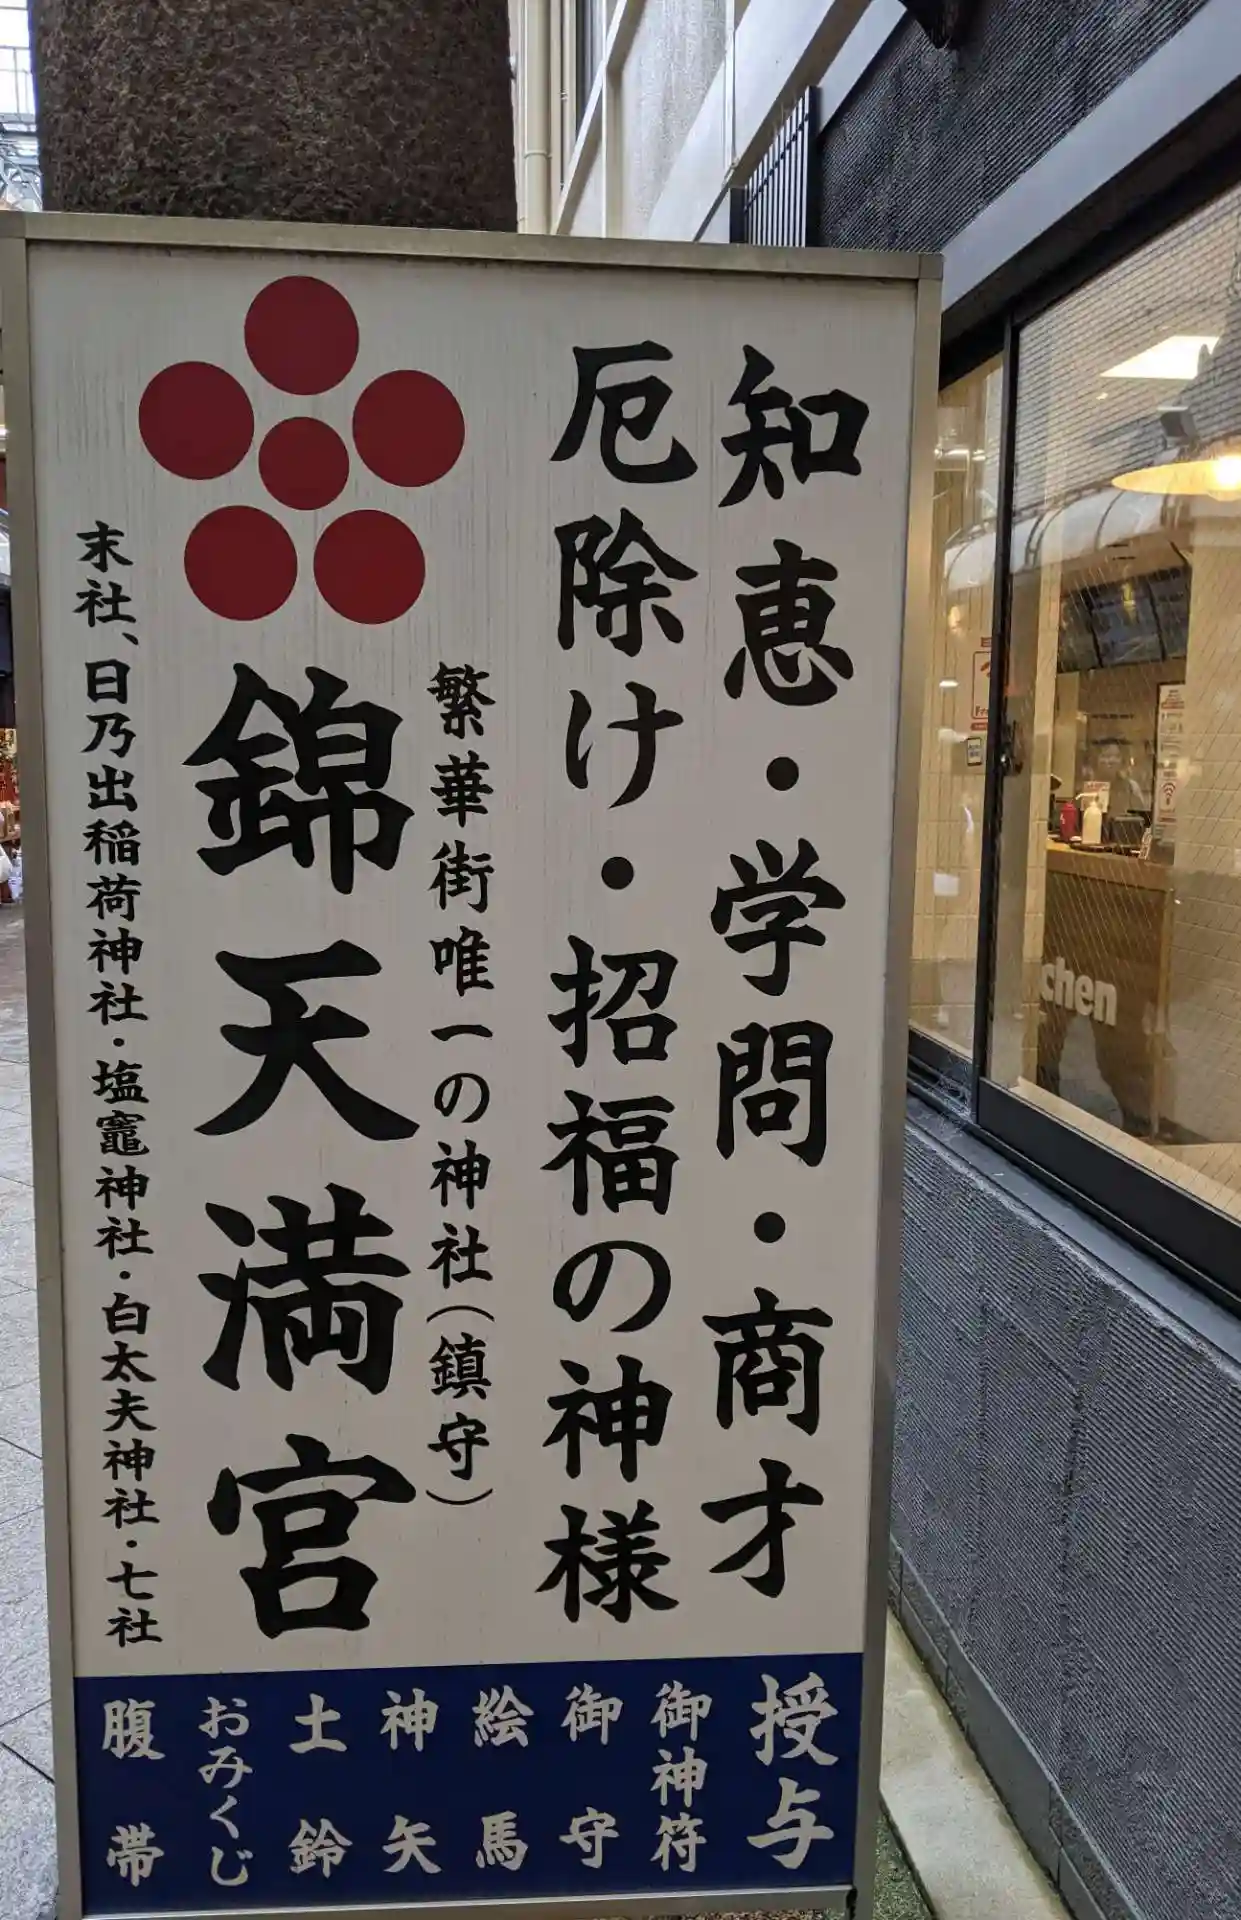 知恵・学問・商才
厄除け・招福の神様
繁華街唯一の神社(鎮守)
錦天満宮
末社、日乃出稲荷神社・塩竈神社・白太夫神社・七社
授与
御神符
御守
絵馬
神矢
土鈴
おみくじ
腹帯
chen